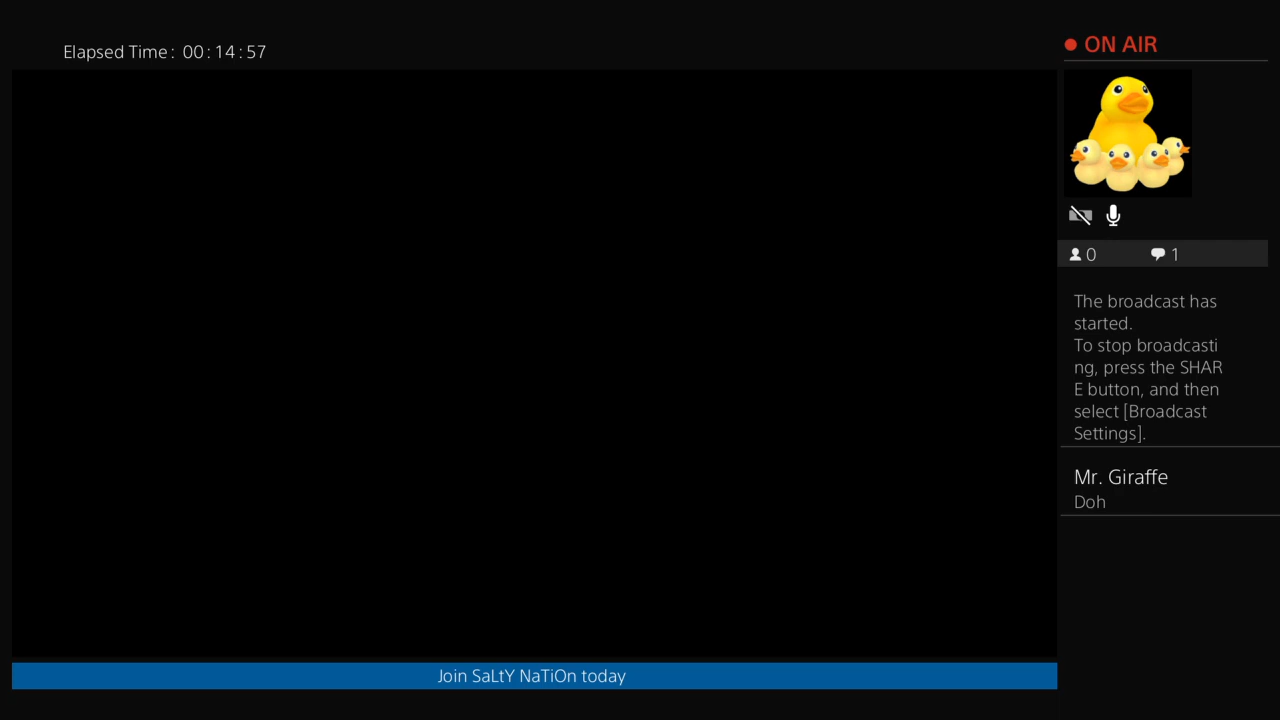 Elapsed Time: 00:14:57
ON AIR
0 1
The broadcast has
started.
To stop broadcasti
ng, press the SHAR
E button, and then
select [Broadcast
Settings].
Mr. Giraffe
Doh
Join SaLtY NaTiOn today